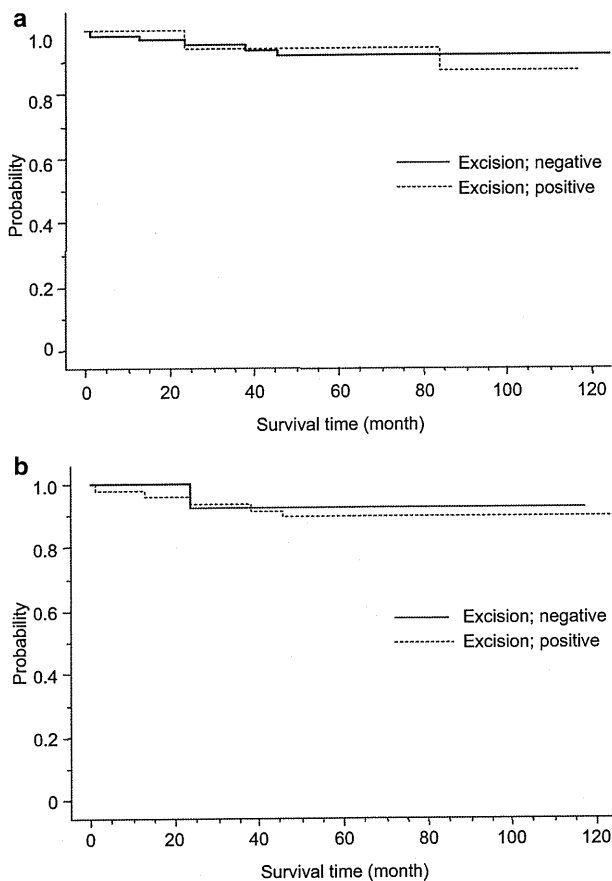 a
1.0
0.8
0.6
0.4
0.2
0
Probability
Excision; negative
Excision; positive
0 20 40 60 80 100 120
Survival time (month)
b
1.0
0.8
0.6
0.4
0.2
0
Probability
Excision; negative
Excision; positive
0 20 40 60 80 100 120
Survival time (month)